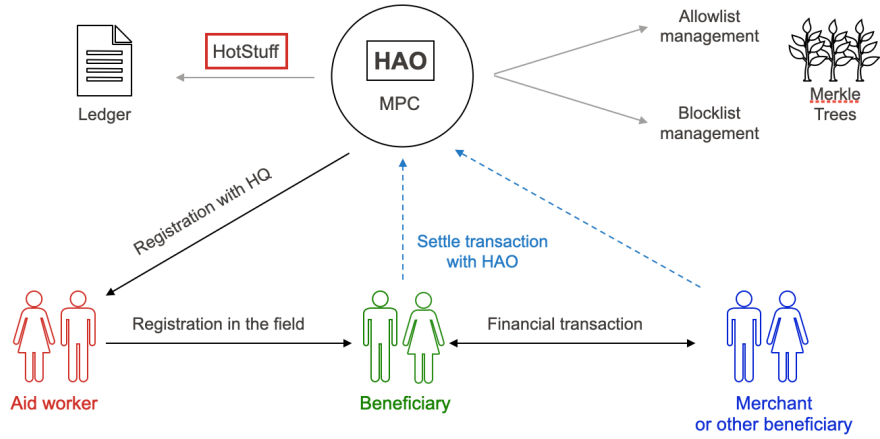 HotStuff
Ledger
HAO
MPC
Allowlist
management
Blocklist
management
Merkle
Trees
Registration with HQ
Settle transaction
with HAO
Registration in the field
Financial transaction
Aid worker
Beneficiary
Merchant
or other beneficiary